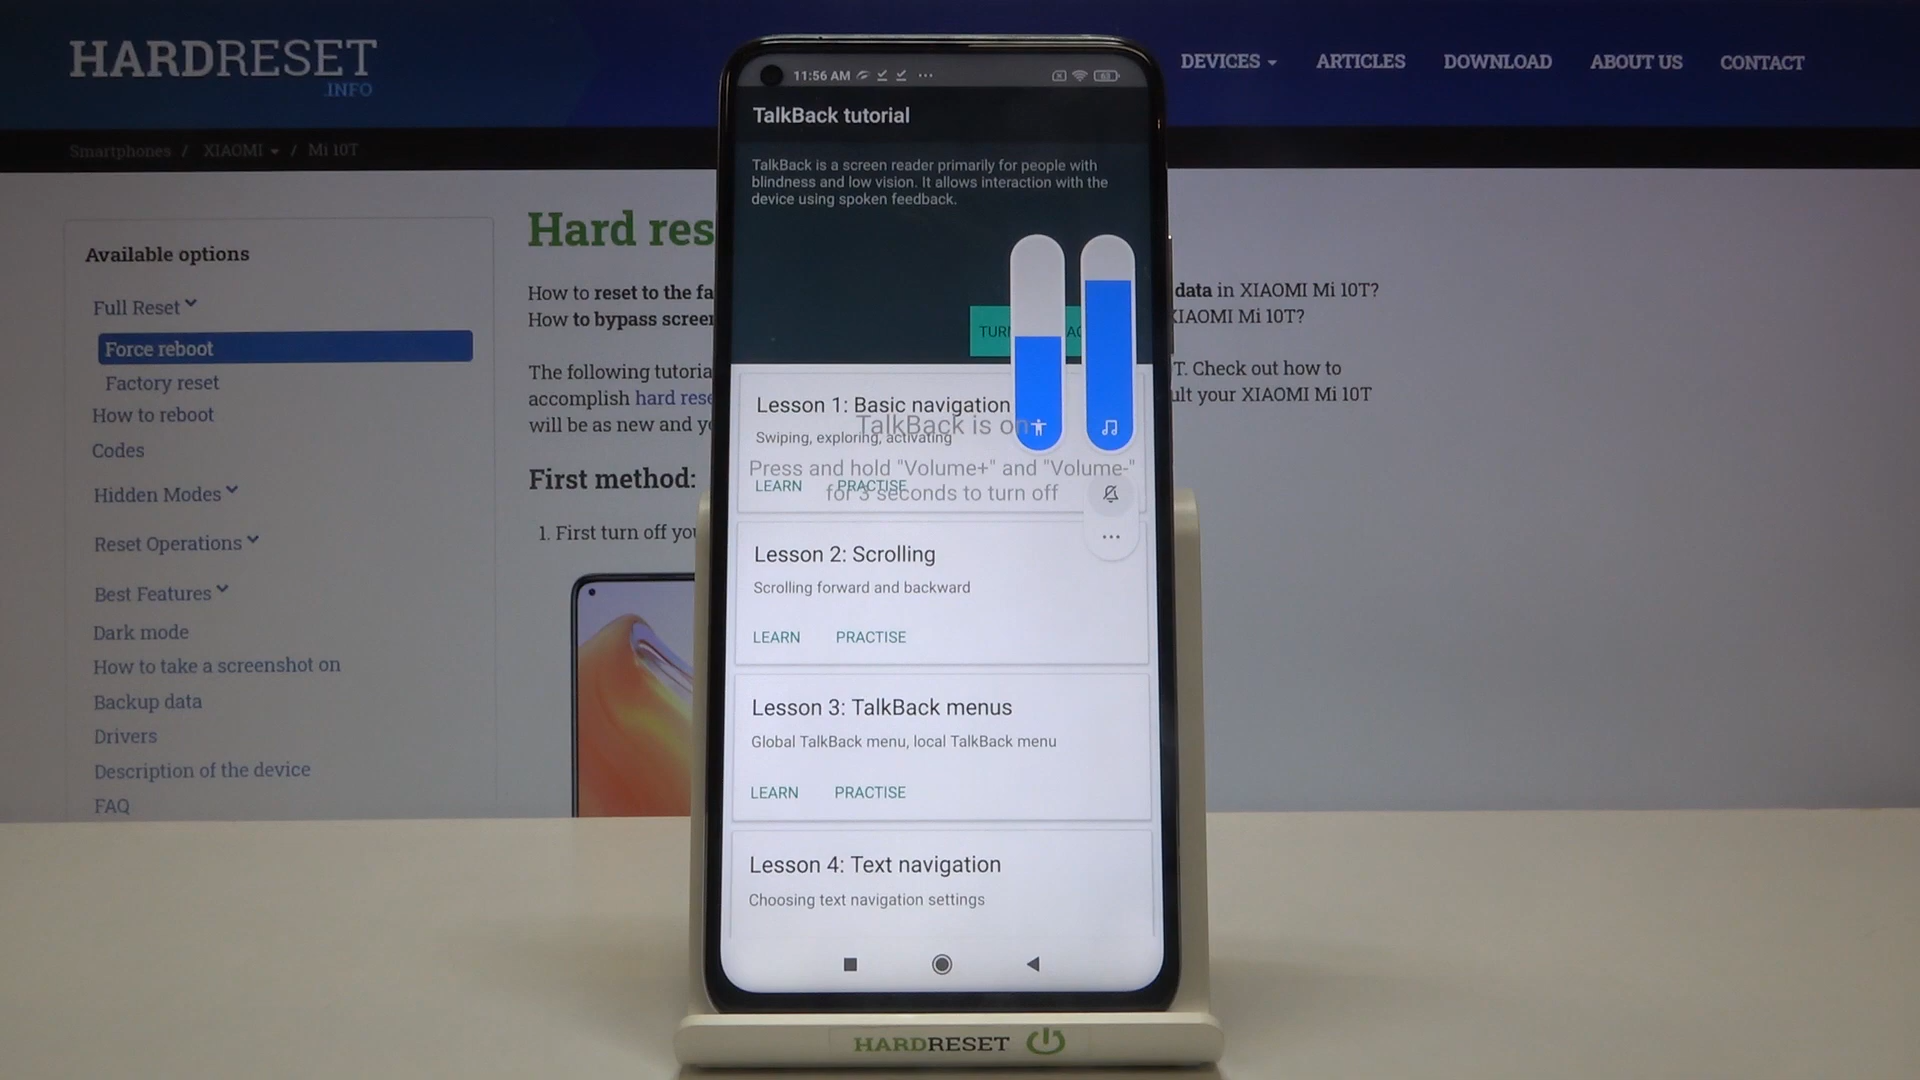 HARDRESET
.INFO
DEVICES
ARTICLES
DOWNLOAD
ABOUT US
CONTACT
Smartphones / XIAOMI / Mi 10T
Available options
Full Reset
Force reboot
Factory reset
How to reboot
Codes
Hidden Modes
Reset Operations
Best Features
Dark mode
How to take a screenshot on
Backup data
Drivers
Description of the device
FAQ
Hard res
How to reset to the fa
data in XIAOMI Mi 10T?
How to bypass screen
XIAOMI Mi 10T?
The following tutoria
T. Check out how to
accomplish hard rese
ult your XIAOMI Mi 10T
will be as new and yo
First method:
1. First turn off you
11:56 AM
63
TalkBack tutorial
TalkBack is a screen reader primarily for people with
blindness and low vision. It allows interaction with the
device using spoken feedback.
TUR
Lesson 1: Basic navigation
TalkBack is on
Swiping, exploring, activating
Press and hold "Volume+" and "Volume-"
for 3 seconds to turn off
LEARN PRACTISE
Lesson 2: Scrolling
Scrolling forward and backward
LEARN PRACTISE
Lesson 3: TalkBack menus
Global TalkBack menu, local TalkBack menu
LEARN PRACTISE
Lesson 4: Text navigation
Choosing text navigation settings
HARDRESET